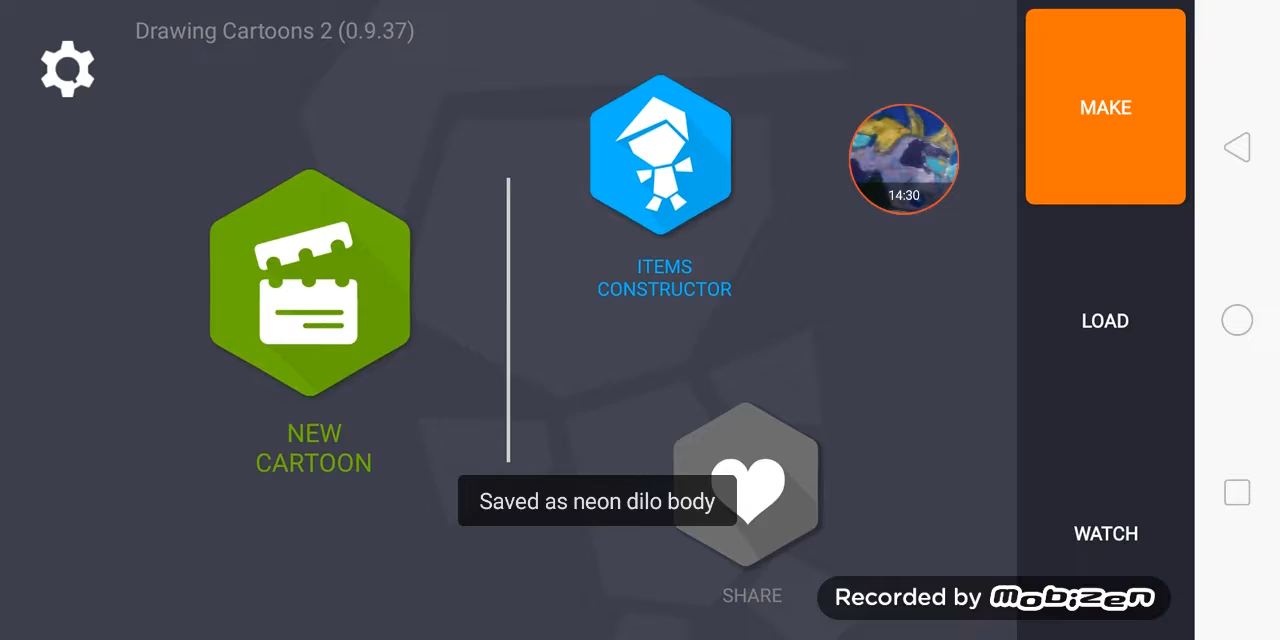 Drawing Cartoons 2 (0.9.37)
MAKE
14:30
ITEMS
CONSTRUCTOR
LOAD
NEW
CARTOON
Saved as neon dilo body
WATCH
SHARE
Recorded by mobizen